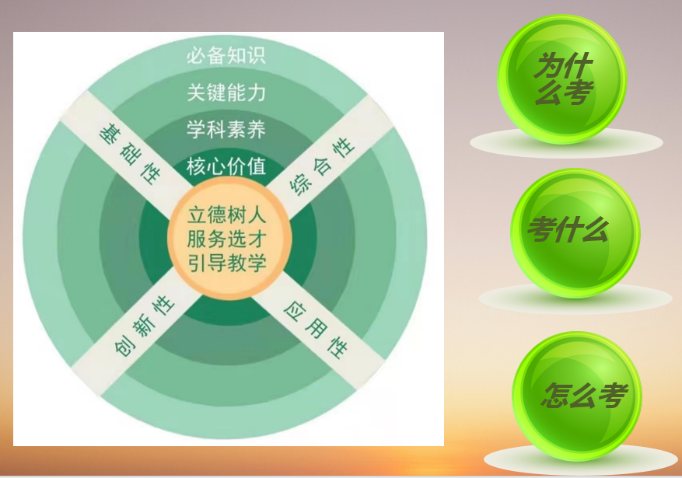 必备知识
关键能力
学科素养
核心价值
基础性
综合性
立德树人
服务选才
引导教学
创新性
应用性
为什
么考
考什么
怎么考